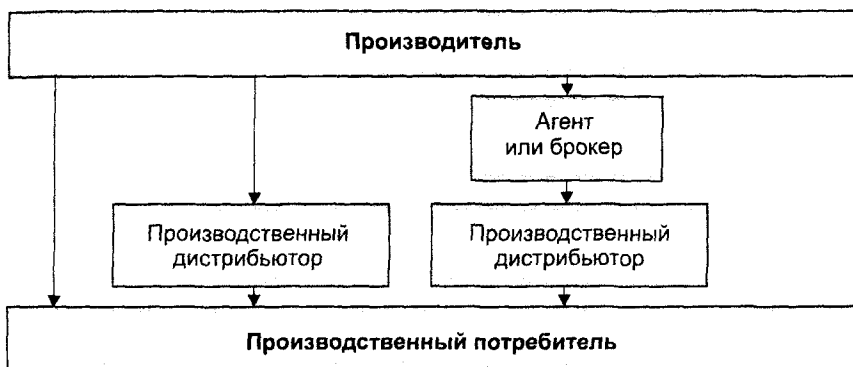 Производитель
Агент
или брокер
Производственный
дистрибьютор
Производственный
дистрибьютор
Производственный потребитель